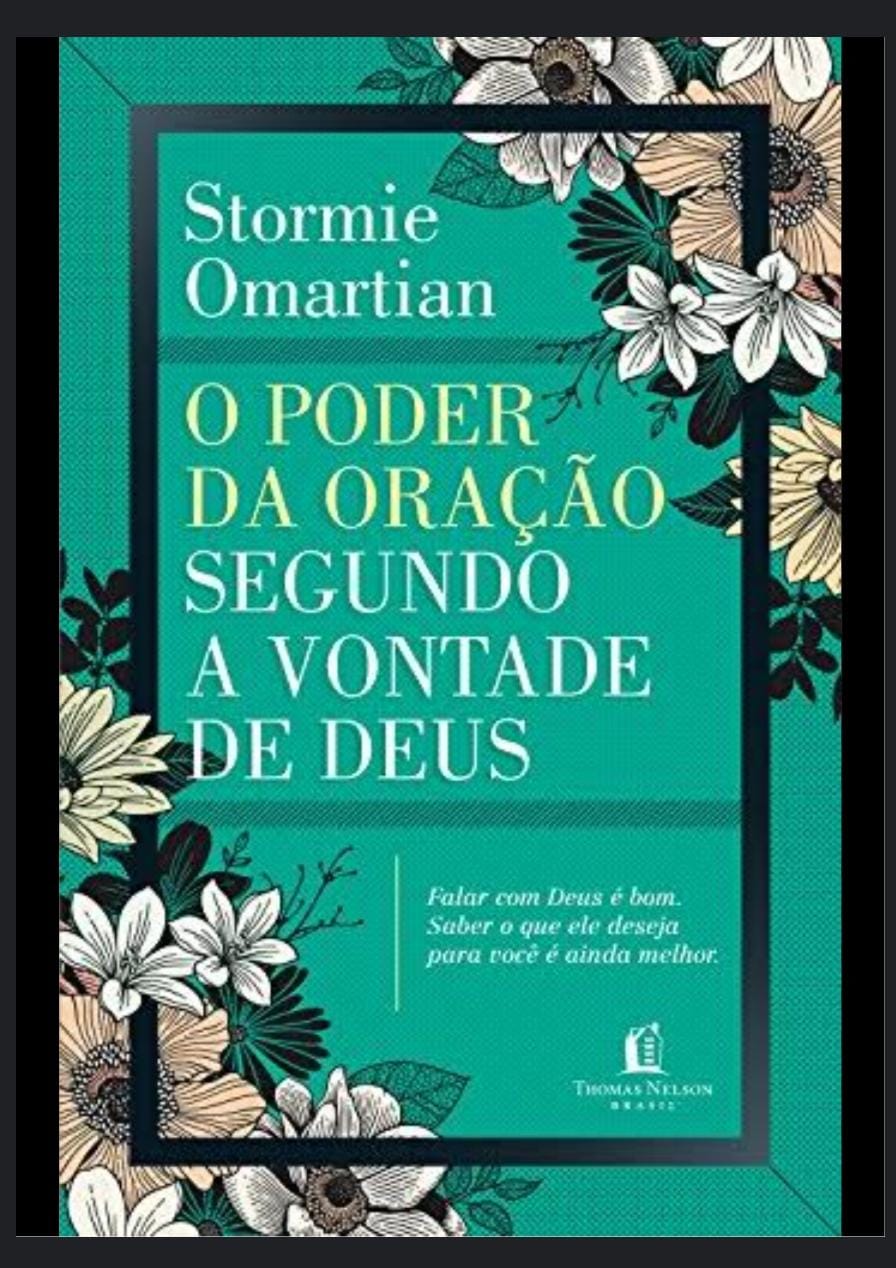 Stormie
Omartian
O PODER
DA ORAÇÃO
SEGUNDO
A VONTADE
DE DEUS
Falar com Deus é bom.
Saber o que ele deseja
para você é ainda melhor.
THOMAS NELSON
BRASIL